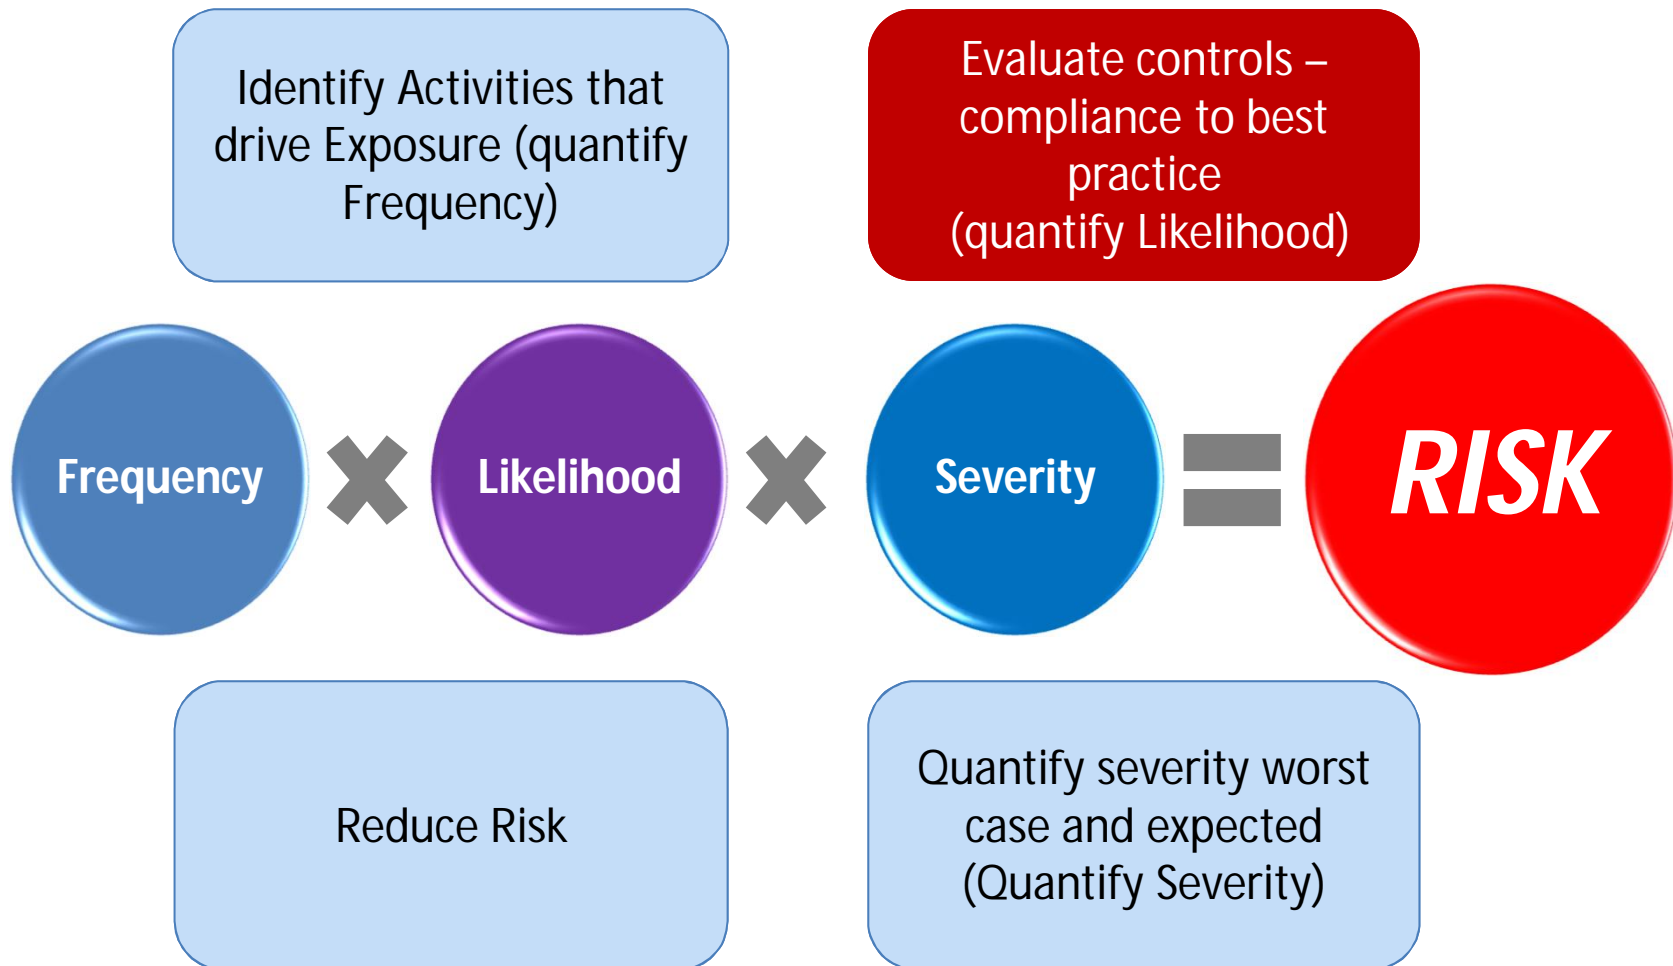 Identify Activities that
drive Exposure (quantify
Frequency)
Evaluate controls –
compliance to best
practice
(quantify Likelihood)
Frequency
Likelihood
Severity
RISK
Reduce Risk
Quantify severity worst
case and expected
(Quantify Severity)